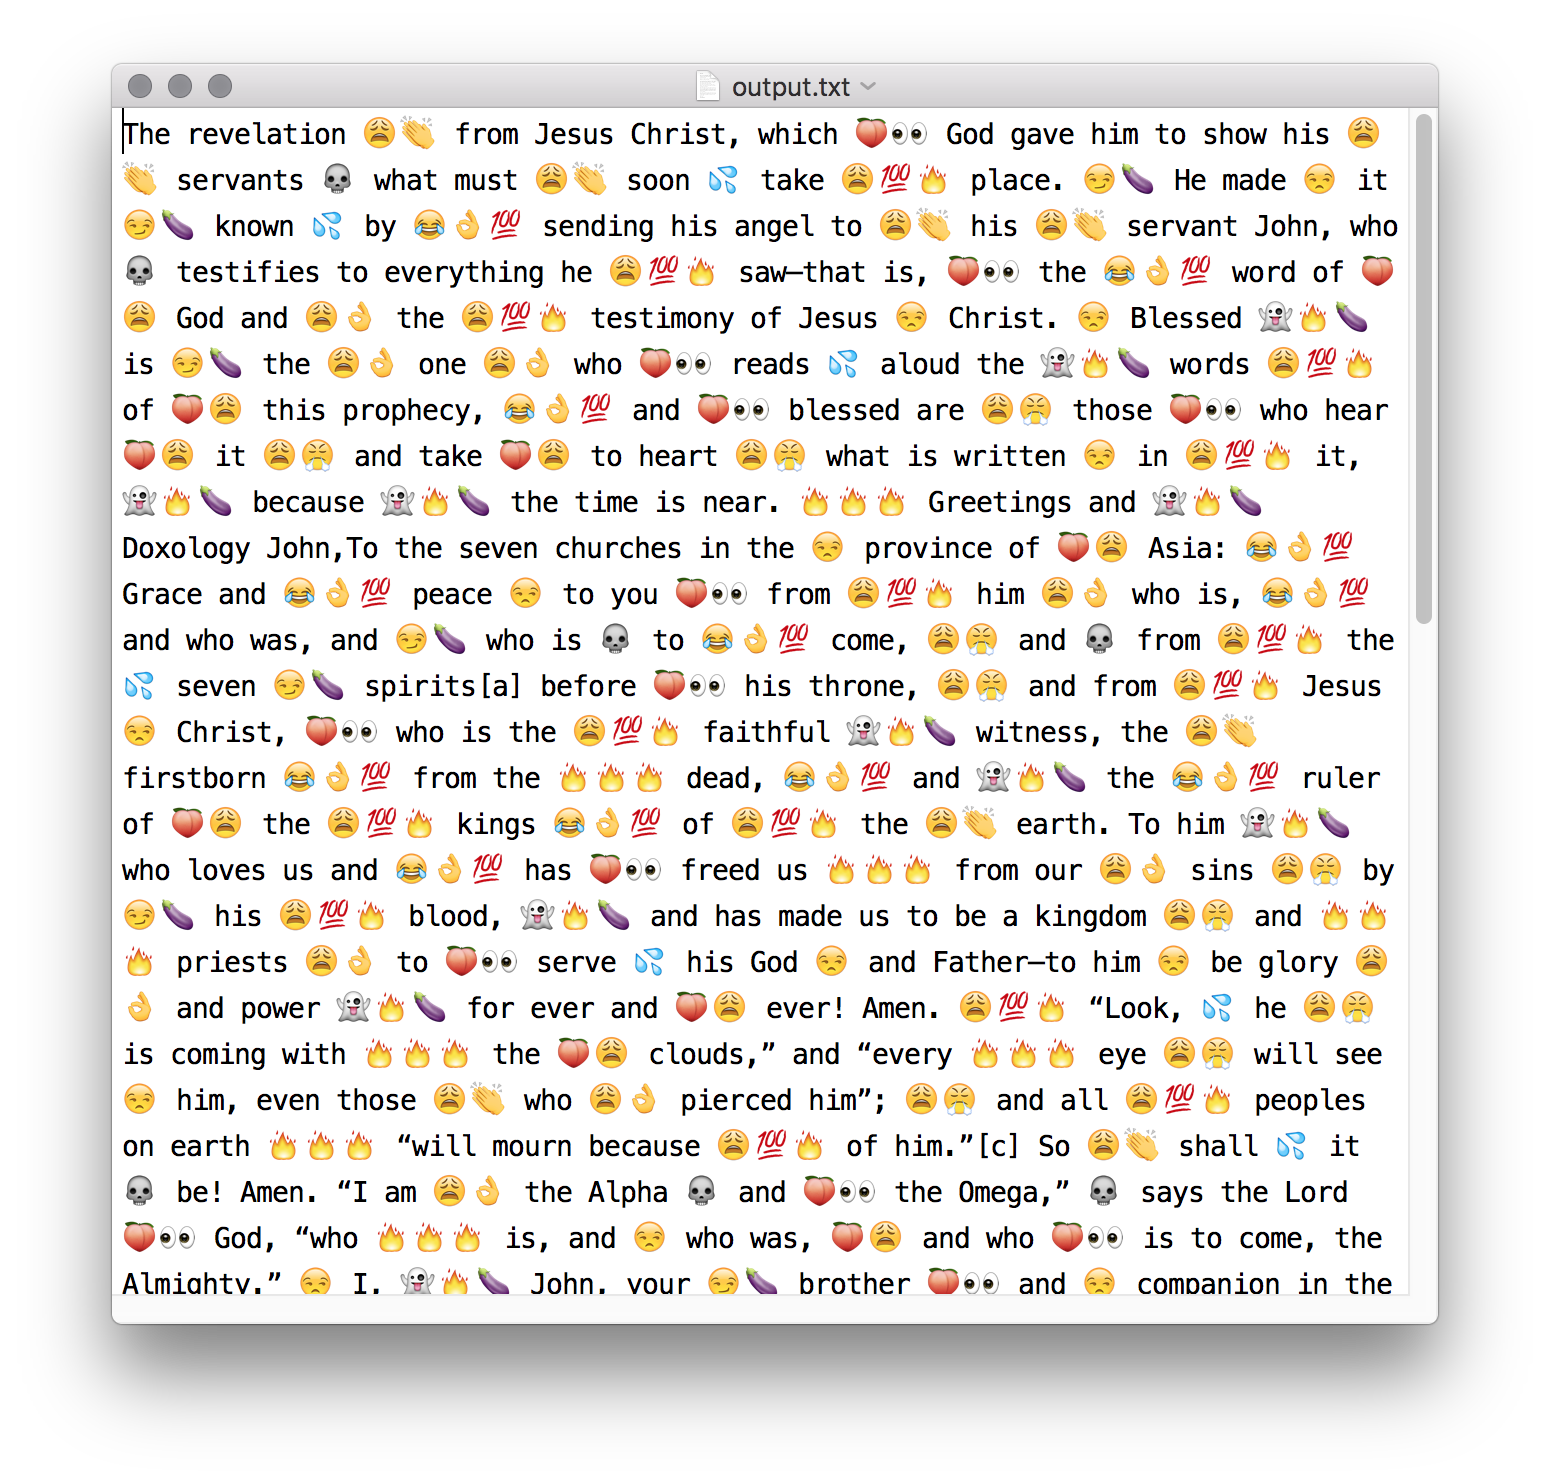 output.txt
The revelation 😩👏 from Jesus Christ, which 🍑👀 God gave him to show his 😩
👏 servants 💀 what must 😩👏 soon 💦 take 😩💯🔥 place. 😏🍆 He made 😒 it
😏🍆 known 💦 by 😂👌💯 sending his angel to 😩👏 his 😩👏 servant John, who
💀 testifies to everything he 😩💯🔥 saw—that is, 🍑👀 the 😂👌💯 word of 🍑
😩 God and 😩👌 the 😩💯🔥 testimony of Jesus 😒 Christ. 😒 Blessed 👻🔥🍆
is 😏🍆 the 😩👌 one 😩👌 who 🍑👀 reads 💦 aloud the 👻🔥🍆 words 😩💯🔥
of 🍑😩 this prophecy, 😂👌💯 and 🍑👀 blessed are 😩😤 those 🍑👀 who hear
🍑😩 it 😩😤 and take 🍑😩 to heart 😩😤 what is written 😒 in 😩💯🔥 it,
👻🔥🍆 because 👻🔥🍆 the time is near. 🔥🔥🔥 Greetings and 👻🔥🍆
Doxology John,To the seven churches in the 😒 province of 🍑😩 Asia: 😂👌💯
Grace and 😂👌💯 peace 😒 to you 🍑👀 from 😩💯🔥 him 😩👌 who is, 😂👌💯
and who was, and 😏🍆 who is 💀 to 😂👌💯 come, 😩😤 and 💀 from 😩💯🔥 the
💦 seven 😏🍆 spirits[a] before 🍑👀 his throne, 😩😤 and from 😩💯🔥 Jesus
😒 Christ, 🍑👀 who is the 😩💯🔥 faithful 👻🔥🍆 witness, the 😩👏
firstborn 😂👌💯 from the 🔥🔥🔥 dead, 😂👌💯 and 👻🔥🍆 the 😂👌💯 ruler
of 🍑😩 the 😩💯🔥 kings 😂👌💯 of 😩💯🔥 the 😩👏 earth. To him 👻🔥🍆
who loves us and 😂👌💯 has 🍑👀 freed us 🔥🔥🔥 from our 😩👌 sins 😩😤 by
😏🍆 his 😩💯🔥 blood, 👻🔥🍆 and has made us to be a kingdom 😩😤 and 🔥🔥
🔥 priests 😩👌 to 🍑👀 serve 💦 his God 😒 and Father—to him 😒 be glory 😩
👌 and power 👻🔥🍆 for ever and 🍑😩 ever! Amen. 😩💯🔥 “Look, 💦 he 😩😤
is coming with 🔥🔥🔥 the 🍑😩 clouds,” and “every 🔥🔥🔥 eye 😩😤 will see
😒 him, even those 😩👏 who 😩👌 pierced him”; 😩😤 and all 😩💯🔥 peoples
on earth 🔥🔥🔥 “will mourn because 😩💯🔥 of him.”[c] So 😩👏 shall 💦 it
💀 be! Amen. “I am 😩👌 the Alpha 💀 and 🍑👀 the Omega,” 💀 says the Lord
🍑👀 God, “who 🔥🔥🔥 is, and 😒 who was, 🍑😩 and who 🍑👀 is to come, the
Almighty.” 😒 I, 👻🔥🍆 John, your 😏🍆 brother 🍑👀 and 😒 companion in the